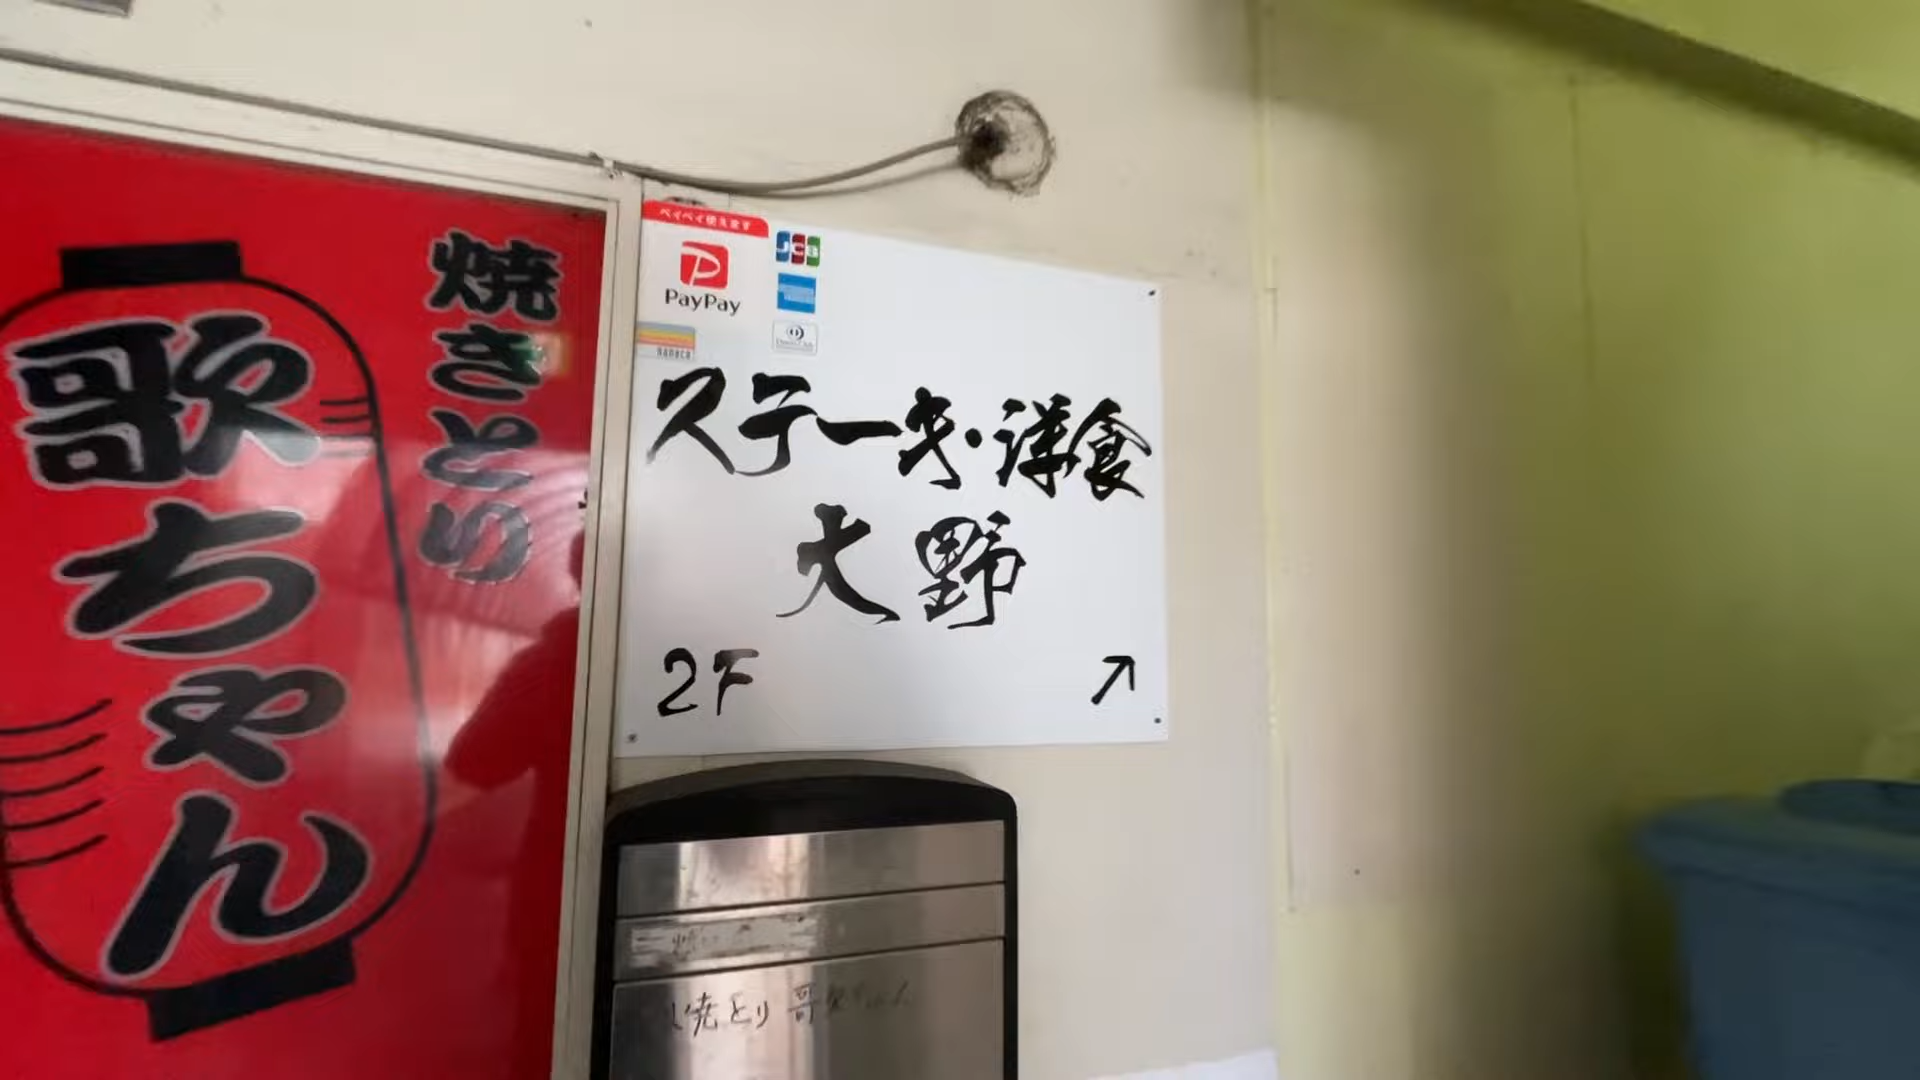 焼きとり
歌ちゃん
ペイペイ使えます
PayPay
JCB
nanaco
ステーキ・洋食
大野
2F ↗
焼とり 歌ちゃん